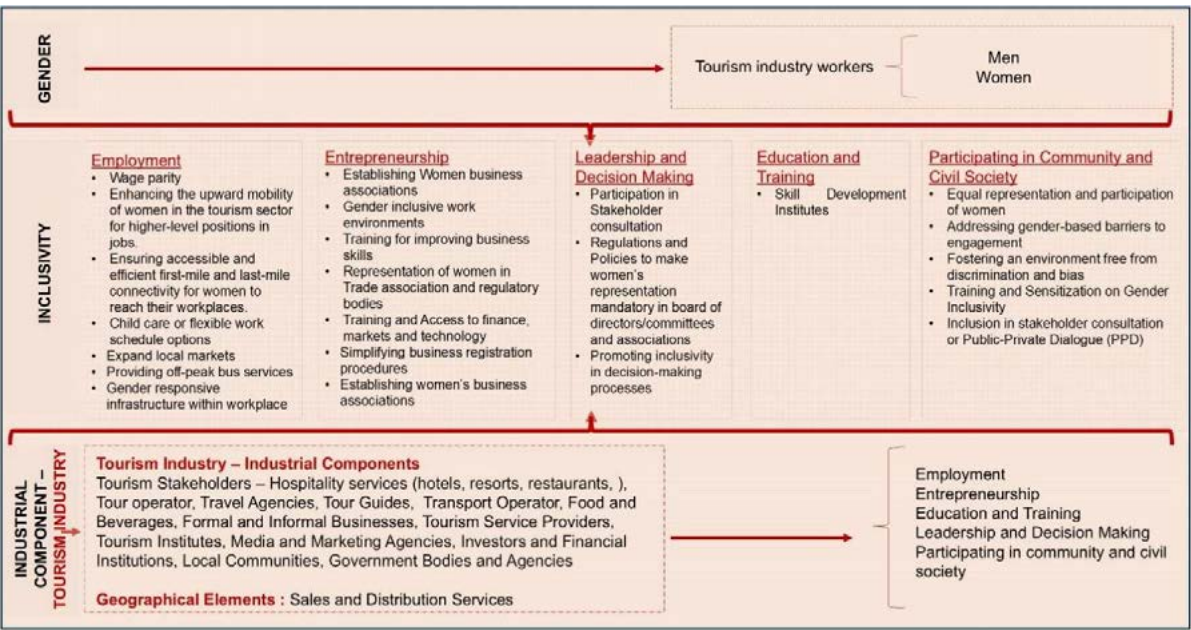 GENDER
Tourism industry workers
Men
Women
INCLUSIVITY
Employment
• Wage parity
• Enhancing the upward mobility
of women in the tourism sector
for higher-level positions in
jobs.
• Ensuring accessible and
efficient first-mile and last-mile
connectivity for women to
reach their workplaces.
• Child care or flexible work
schedule options
• Expand local markets
• Providing off-peak bus services
• Gender responsive
infrastructure within workplace
Entrepreneurship
• Establishing Women business
associations
• Gender inclusive work
environments
• Training for improving business
skills
• Representation of women in
Trade association and regulatory
bodies
• Training and Access to finance,
markets and technology
• Simplifying business registration
procedures
• Establishing women's business
associations
Leadership and
Decision Making
• Participation in
Stakeholder
consultation
• Regulations and
Policies to make
women's
representation
mandatory in board of
directors/committees
and associations
• Promoting inclusivity
in decision-making
processes
Education and
Training
• Skill Development
Institutes
Participating in Community and
Civil Society
• Equal representation and participation
of women
• Addressing gender-based barriers to
engagement
• Fostering an environment free from
discrimination and bias
• Training and Sensitization on Gender
Inclusivity
• Inclusion in stakeholder consultation
or Public-Private Dialogue (PPD)
INDUSTRIAL
COMPONENT –
TOURISM INDUSTRY
Tourism Industry – Industrial Components
Tourism Stakeholders – Hospitality services (hotels, resorts, restaurants, ),
Tour operator, Travel Agencies, Tour Guides, Transport Operator, Food and
Beverages, Formal and Informal Businesses, Tourism Service Providers,
Tourism Institutes, Media and Marketing Agencies, Investors and Financial
Institutions, Local Communities, Government Bodies and Agencies
Geographical Elements : Sales and Distribution Services
Employment
Entrepreneurship
Education and Training
Leadership and Decision Making
Participating in community and civil
society